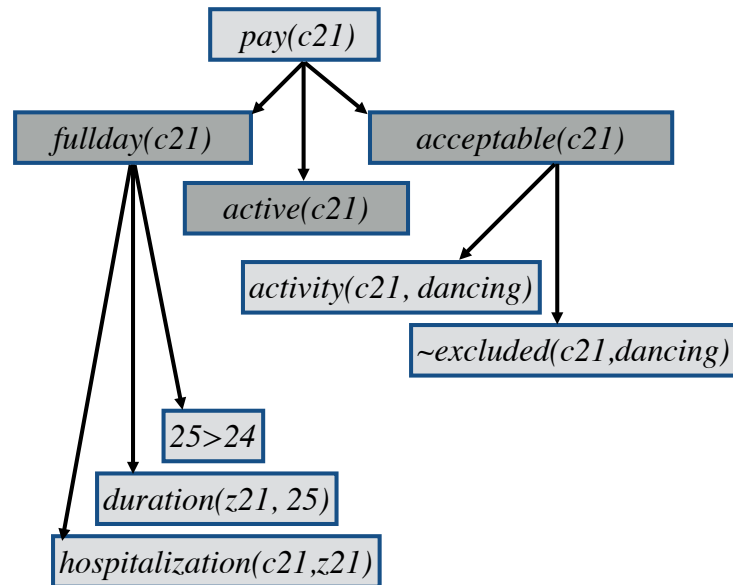 pay(c21)
fullday(c21)
acceptable(c21)
active(c21)
activity(c21, dancing)
~excluded(c21,dancing)
25>24
duration(z21, 25)
hospitalization(c21,z21)